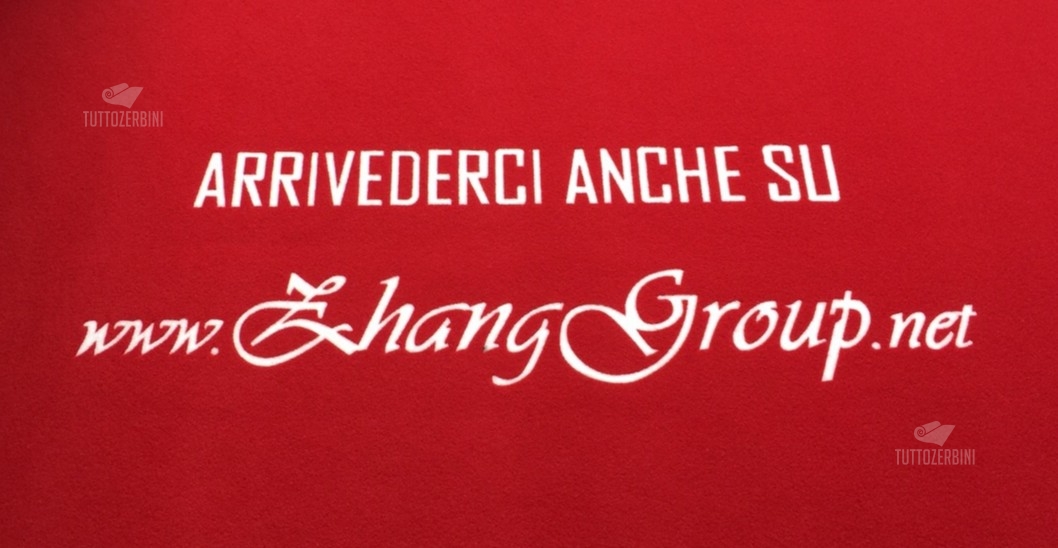 TUTTOZERBINI
ARRIVEDERCI ANCHE SU
www.ZhangGroup.net
TUTTOZERBINI